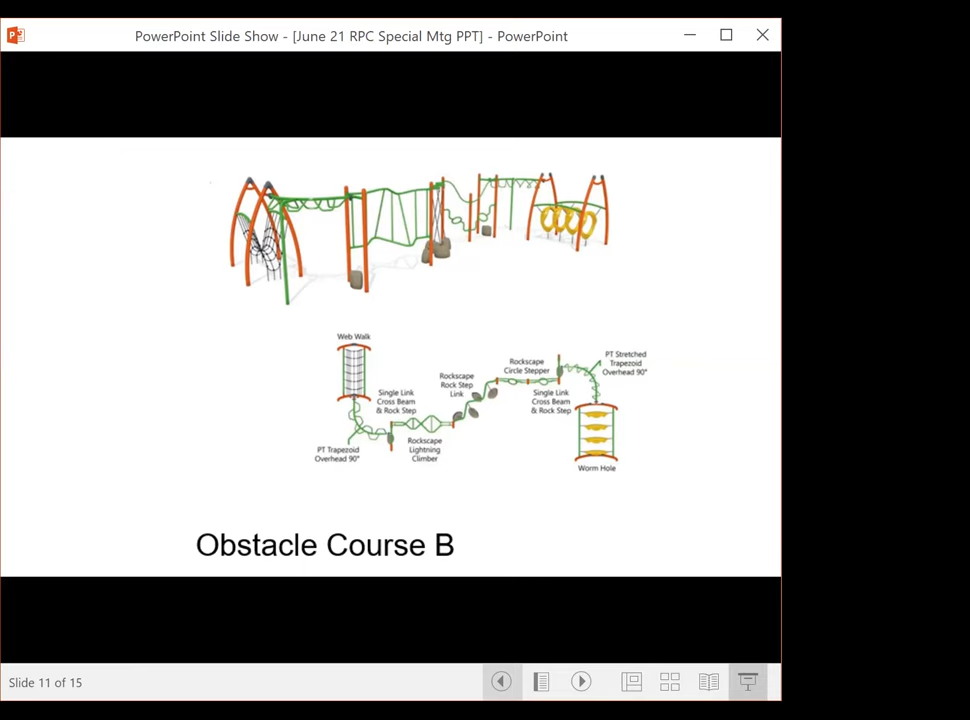 PowerPoint Slide Show - [June 21 RPC Special Mtg PPT] - PowerPoint
Web Walk
Single Link
Cross Beam
& Rock Step
PT Trapezoid
Overhead 90°
Rockscape
Lightning
Climber
Rockscape
Rock Step
Link
Rockscape
Circle Stepper
Single Link
Cross Beam
& Rock Step
PT Stretched
Trapezoid
Overhead 90°
Worm Hole
Obstacle Course B
Slide 11 of 15